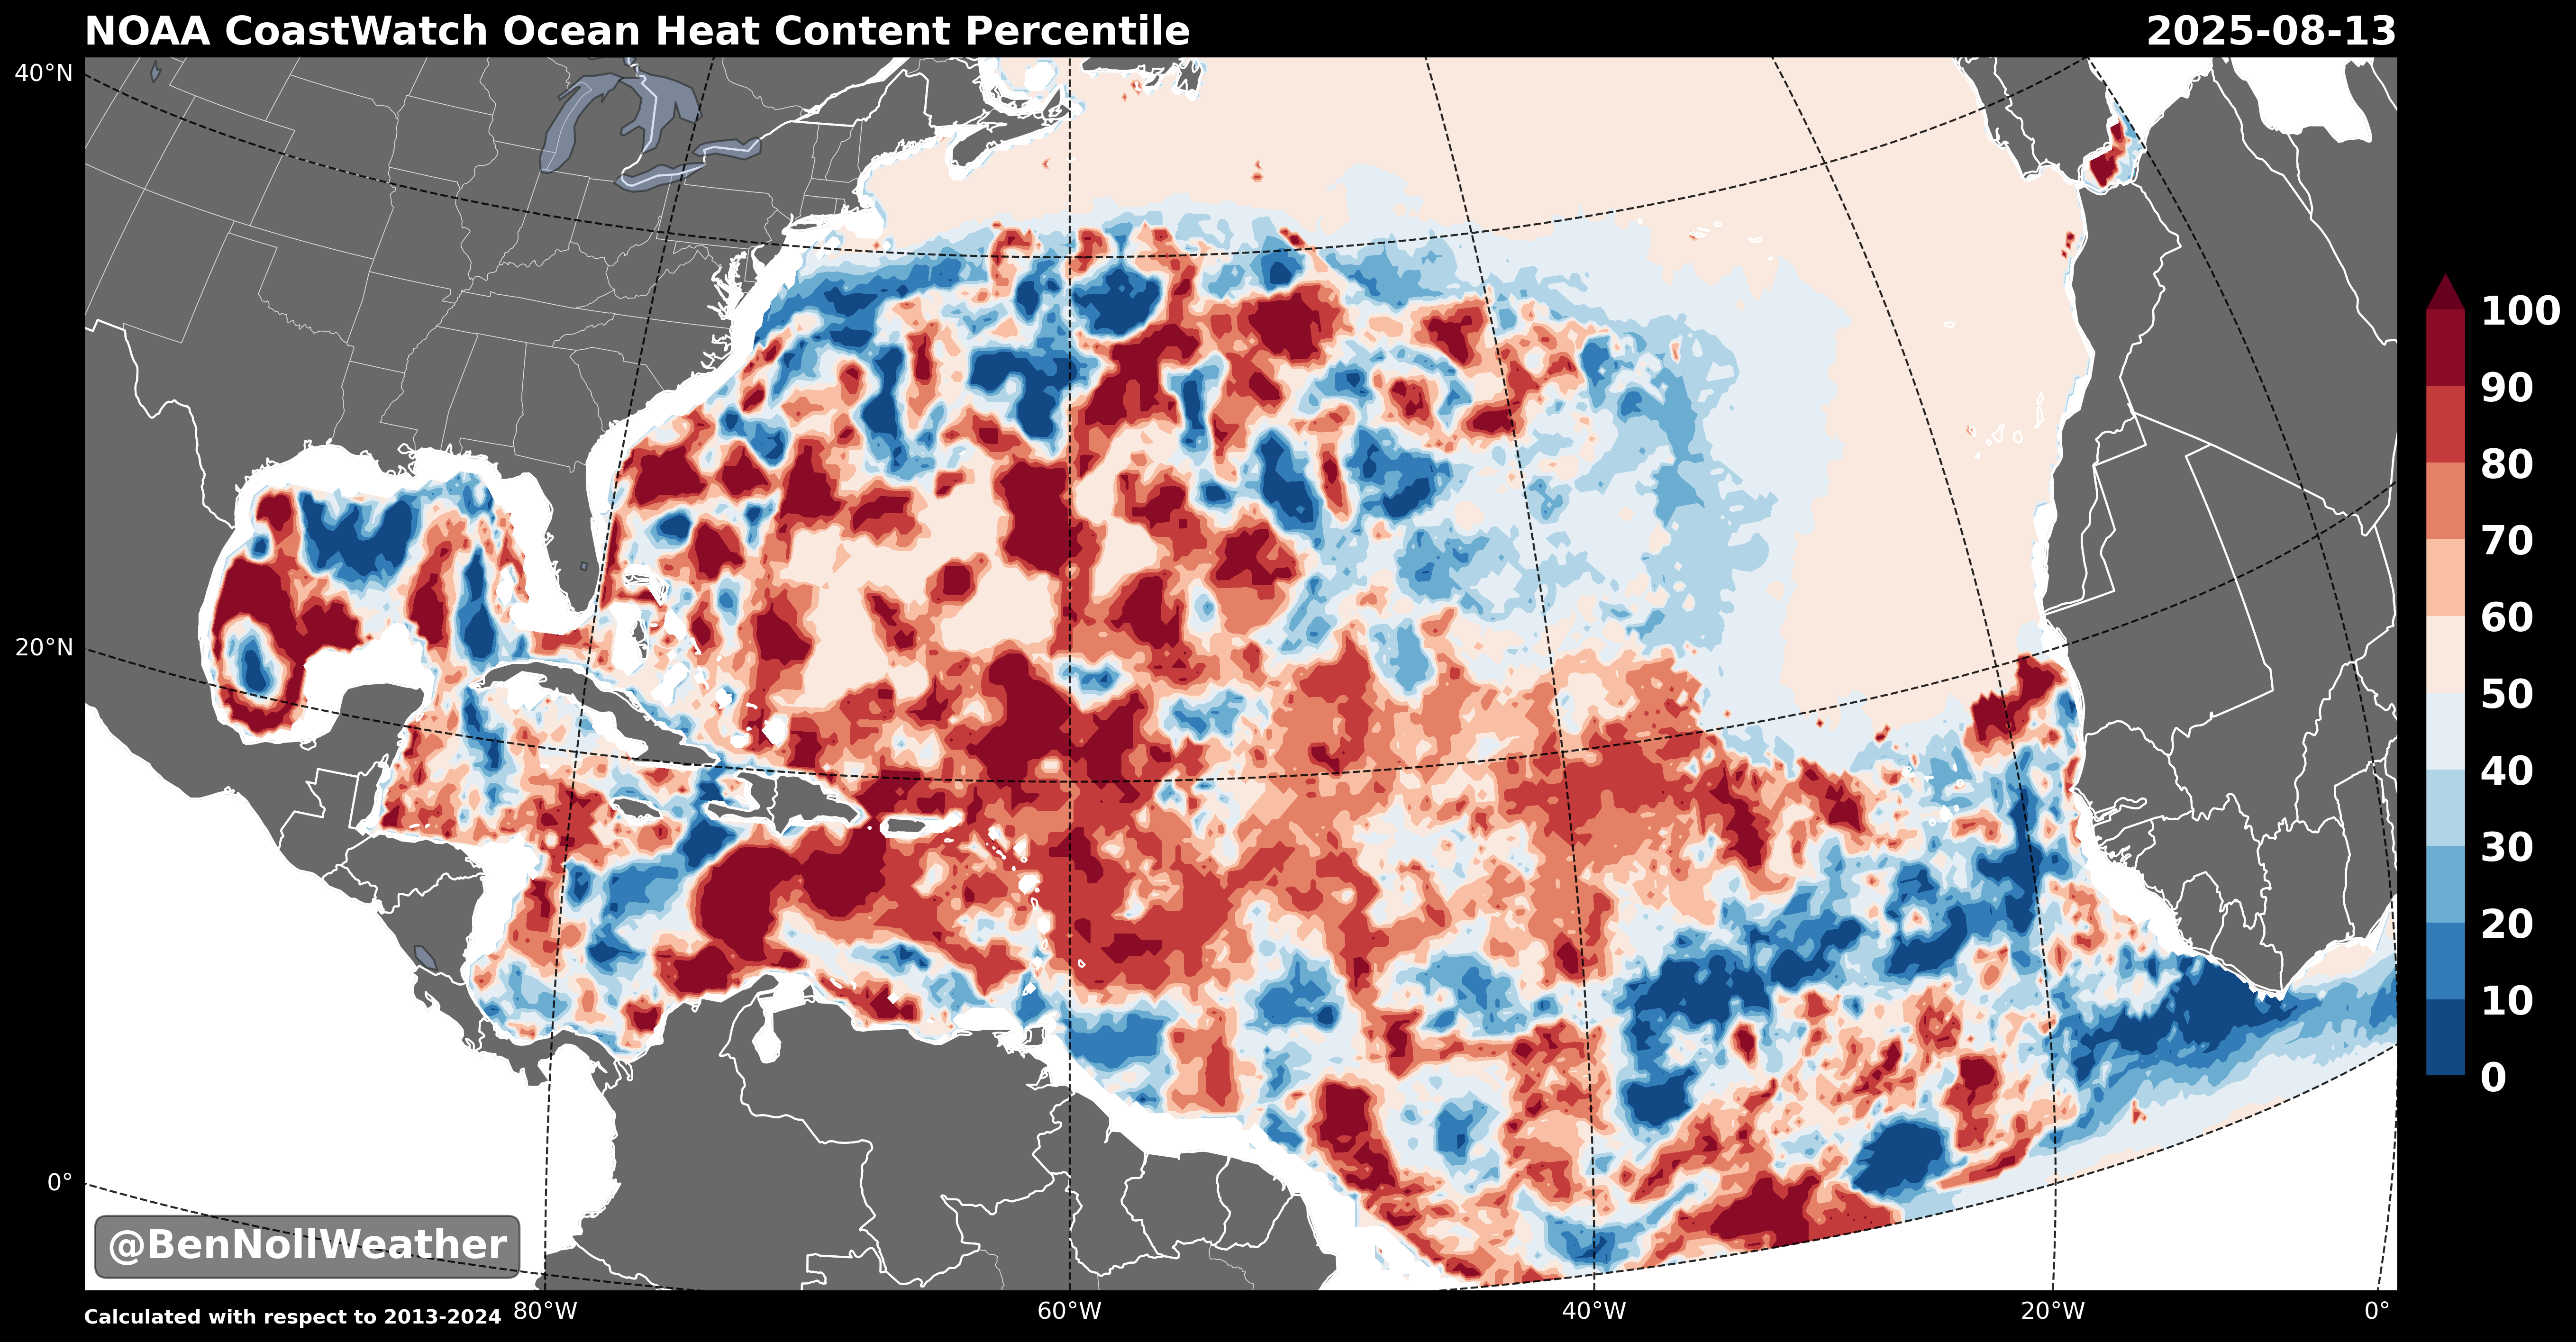 NOAA CoastWatch Ocean Heat Content Percentile
2025-08-13
40°N
20°N
0°
100
90
80
70
60
50
40
30
20
10
0
@BenNollWeather
Calculated with respect to 2013-2024
80°W
60°W
40°W
20°W
0°